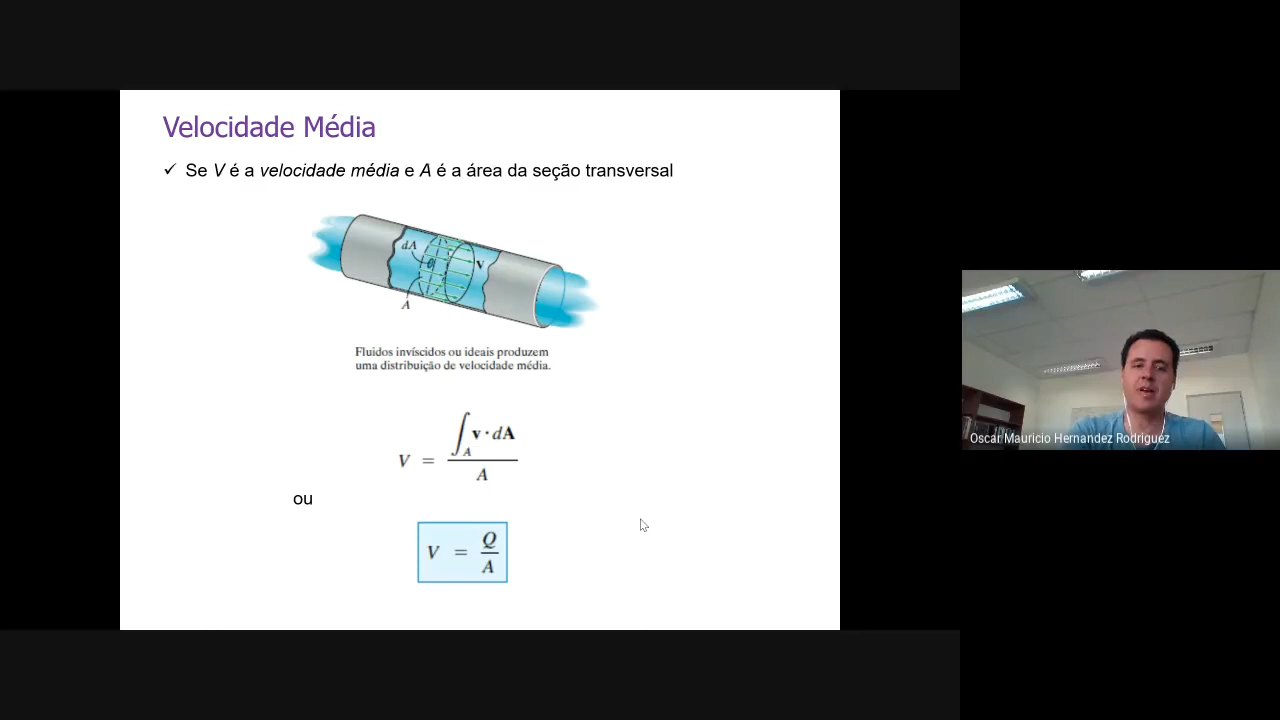 Velocidade Média
✓ Se V é a velocidade média e A é a área da seção transversal
dA
v
A
Fluidos invíscidos ou ideais produzem
uma distribuição de velocidade média.
V = ∫_A v · dA / A
ou
V = Q / A
Oscar Mauricio Hernandez Rodriguez